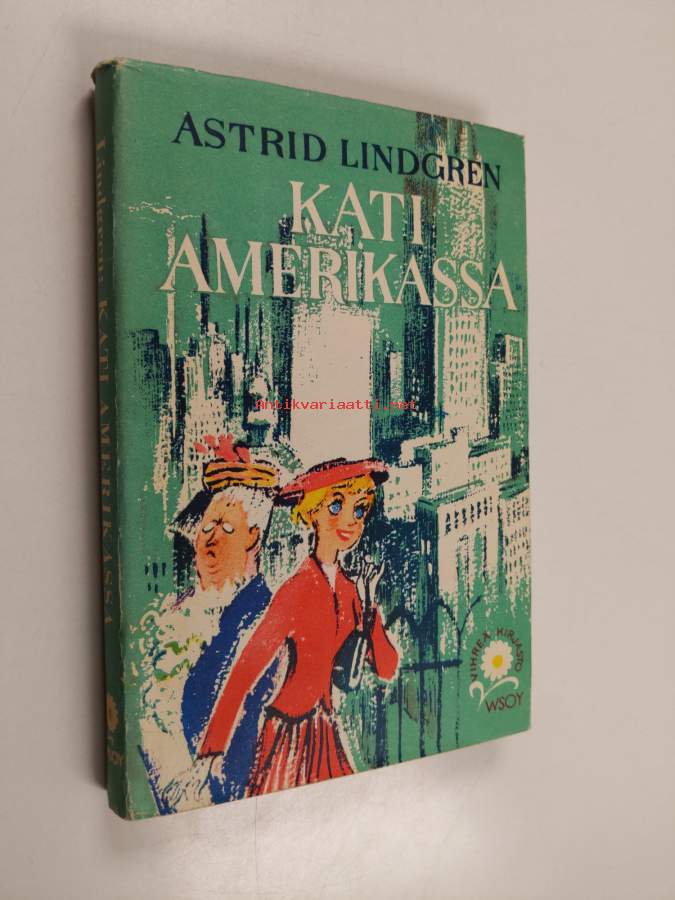 ASTRID LINDGREN
KATI
AMERIKASSA
Antikvariaatti.net
VIHREÄ KIRJASTO
WSOY
Lindgren: KATI AMERIKASSA
WSOY